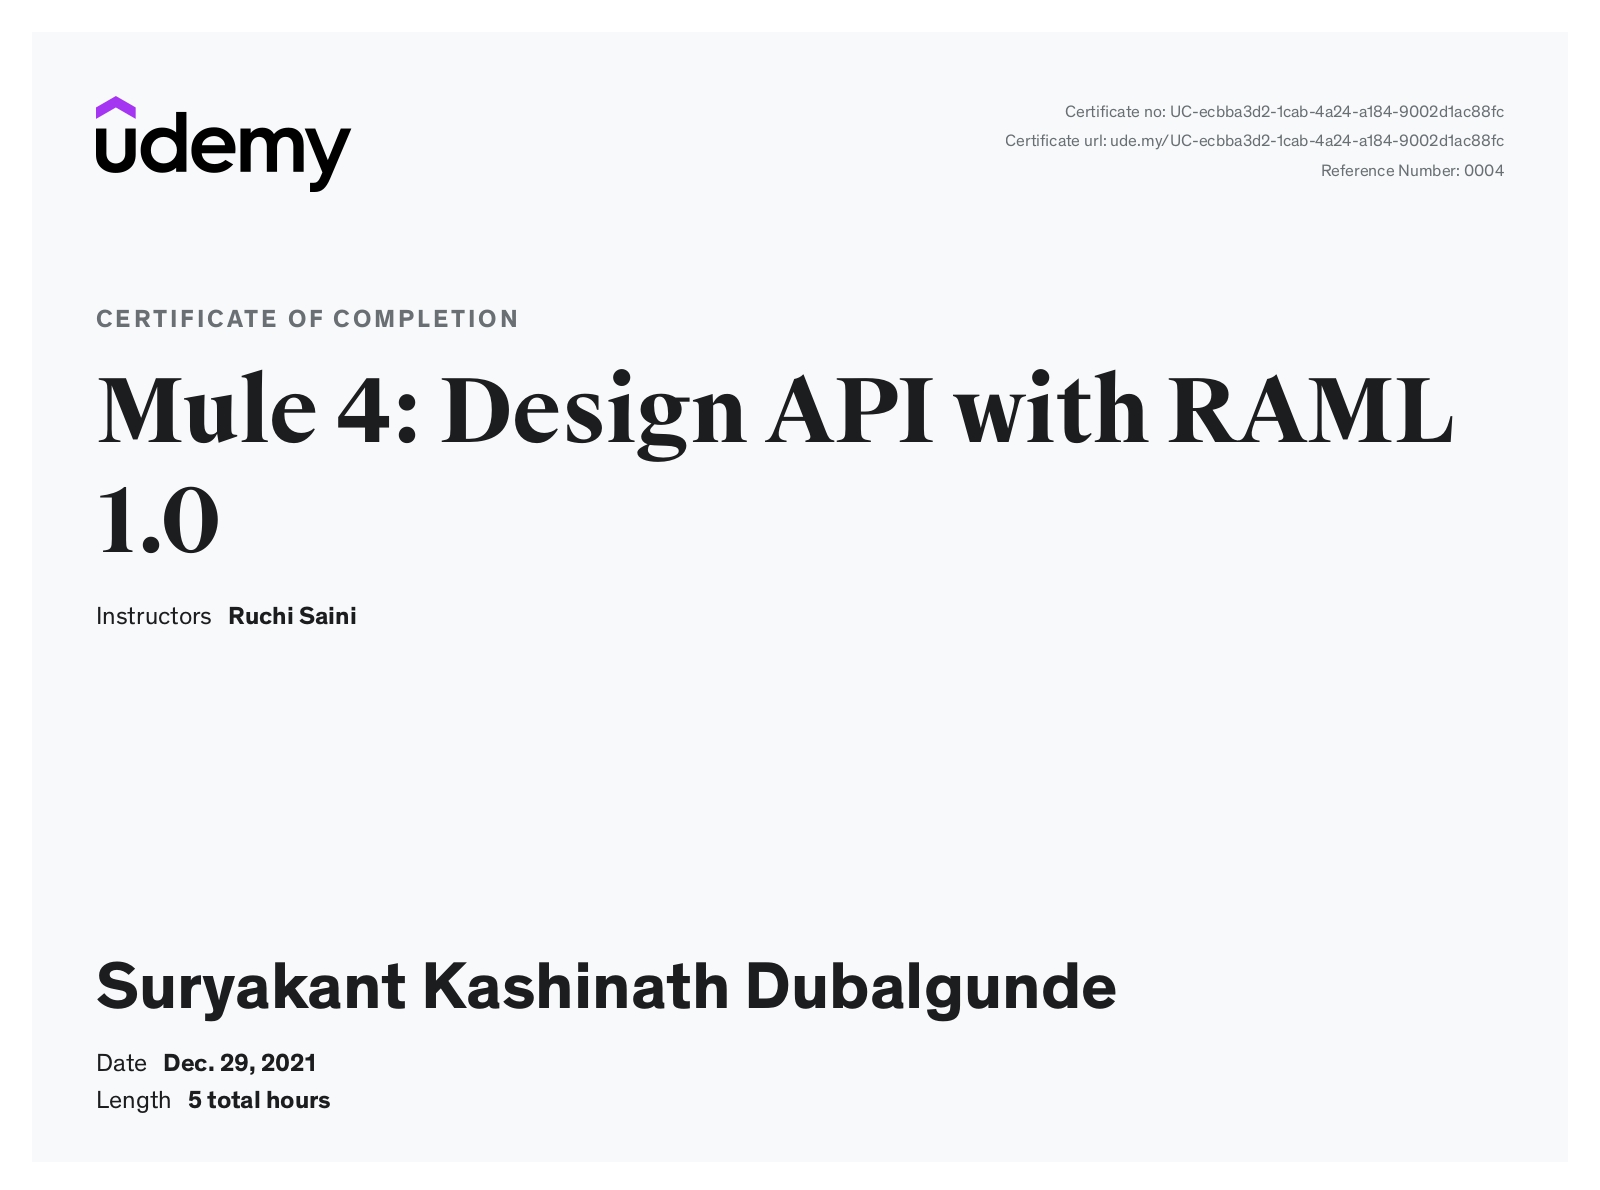 udemy
Certificate no: UC-ecbba3d2-1cab-4a24-a184-9002d1ac88fc
Certificate url: ude.my/UC-ecbba3d2-1cab-4a24-a184-9002d1ac88fc
Reference Number: 0004
CERTIFICATE OF COMPLETION
Mule 4: Design API with RAML
1.0
Instructors Ruchi Saini
Suryakant Kashinath Dubalgunde
Date Dec. 29, 2021
Length 5 total hours